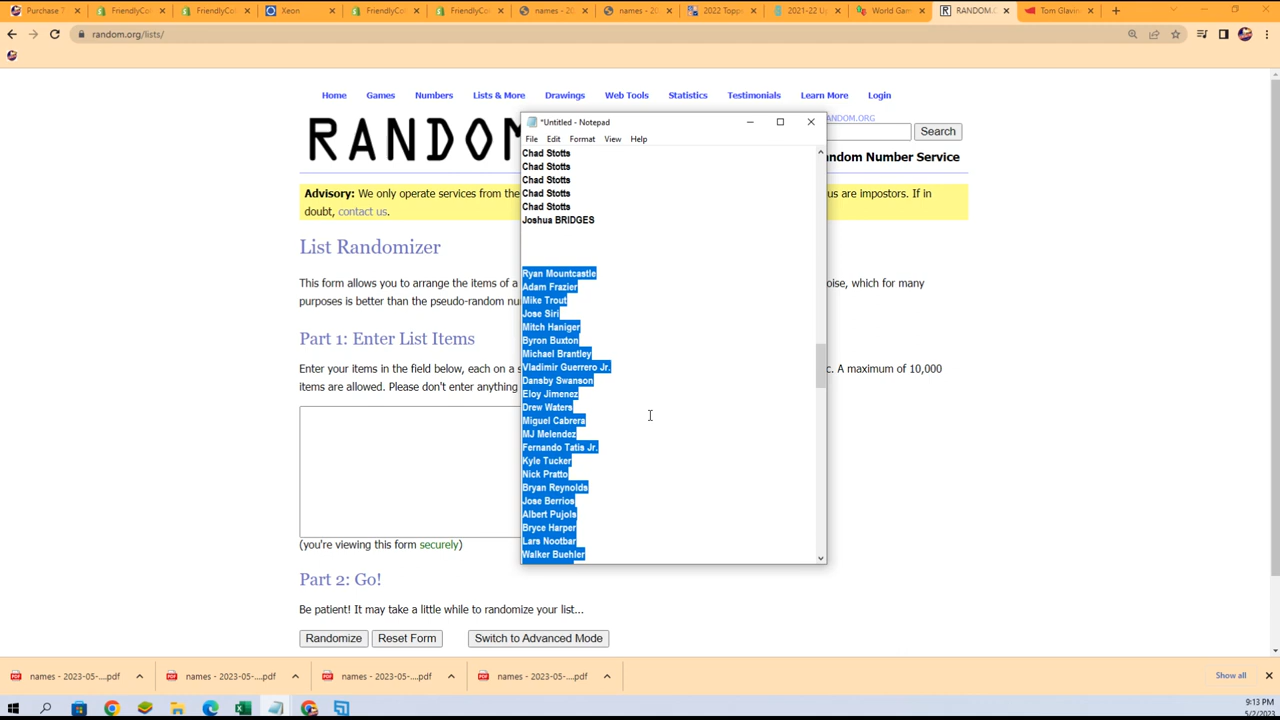 Purchase 7
FriendlyCo
FriendlyCo
Xeon
FriendlyCo
FriendlyCo
names - 20
names - 20
2022 Topp
2021-22 U
World Gam
RANDOM.
Tom Glavin
random.org/lists/
Home Games Numbers Lists & More Drawings Web Tools Statistics Testimonials Learn More Login
*Untitled - Notepad
ANDOM.ORG
RANDO
Search
File Edit Format View Help
ndom Number Service
Chad Stotts
Chad Stotts
Chad Stotts
Chad Stotts
Chad Stotts
Joshua BRIDGES
Advisory: We only operate services from the
us are impostors. If in
doubt, contact us.
List Randomizer
This form allows you to arrange the items of a
oise, which for many
purposes is better than the pseudo-random nu
Part 1: Enter List Items
Enter your items in the field below, each on a s
c. A maximum of 10,000
items are allowed. Please don't enter anything
Ryan Mountcastle
Adam Frazier
Mike Trout
Jose Siri
Mitch Haniger
Byron Buxton
Michael Brantley
Vladimir Guerrero Jr.
Dansby Swanson
Eloy Jimenez
Drew Waters
Miguel Cabrera
MJ Melendez
Fernando Tatis Jr.
Kyle Tucker
Nick Pratto
Bryan Reynolds
Jose Berrios
Albert Pujols
Bryce Harper
Lars Nootbar
Walker Buehler
(you're viewing this form securely)
Part 2: Go!
Be patient! It may take a little while to randomize your list...
Randomize Reset Form Switch to Advanced Mode
names - 2023-05-....pdf
names - 2023-05-....pdf
names - 2023-05-....pdf
names - 2023-05-....pdf
Show all
9:13 PM
5/2/2023